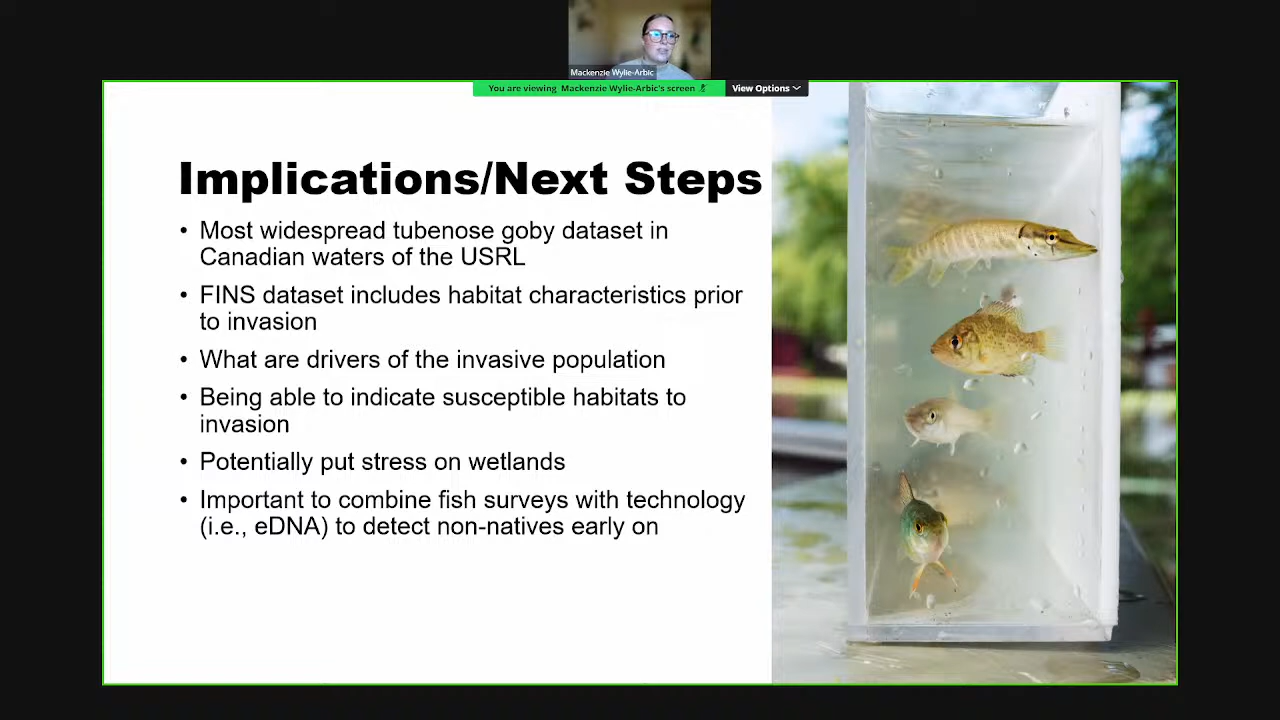 Mackenzie Wylie-Arbic
You are viewing Mackenzie Wylie-Arbic's screen
View Options
Implications/Next Steps
• Most widespread tubenose goby dataset in
Canadian waters of the USRL
• FINS dataset includes habitat characteristics prior
to invasion
• What are drivers of the invasive population
• Being able to indicate susceptible habitats to
invasion
• Potentially put stress on wetlands
• Important to combine fish surveys with technology
(i.e., eDNA) to detect non-natives early on